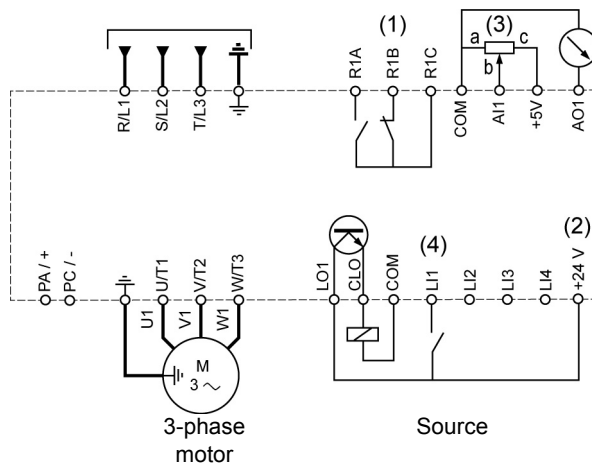 (1)
(3)
a
c
b
R1A
R1B
R1C
COM
AI1
+5V
AO1
R/L1
S/L2
T/L3
(2)
(4)
PA / +
PC / -
U/T1
V/T2
W/T3
LO1
CLO
COM
LI1
LI2
LI3
LI4
+24 V
U1
V1
W1
M
3 ~
3-phase
motor
Source